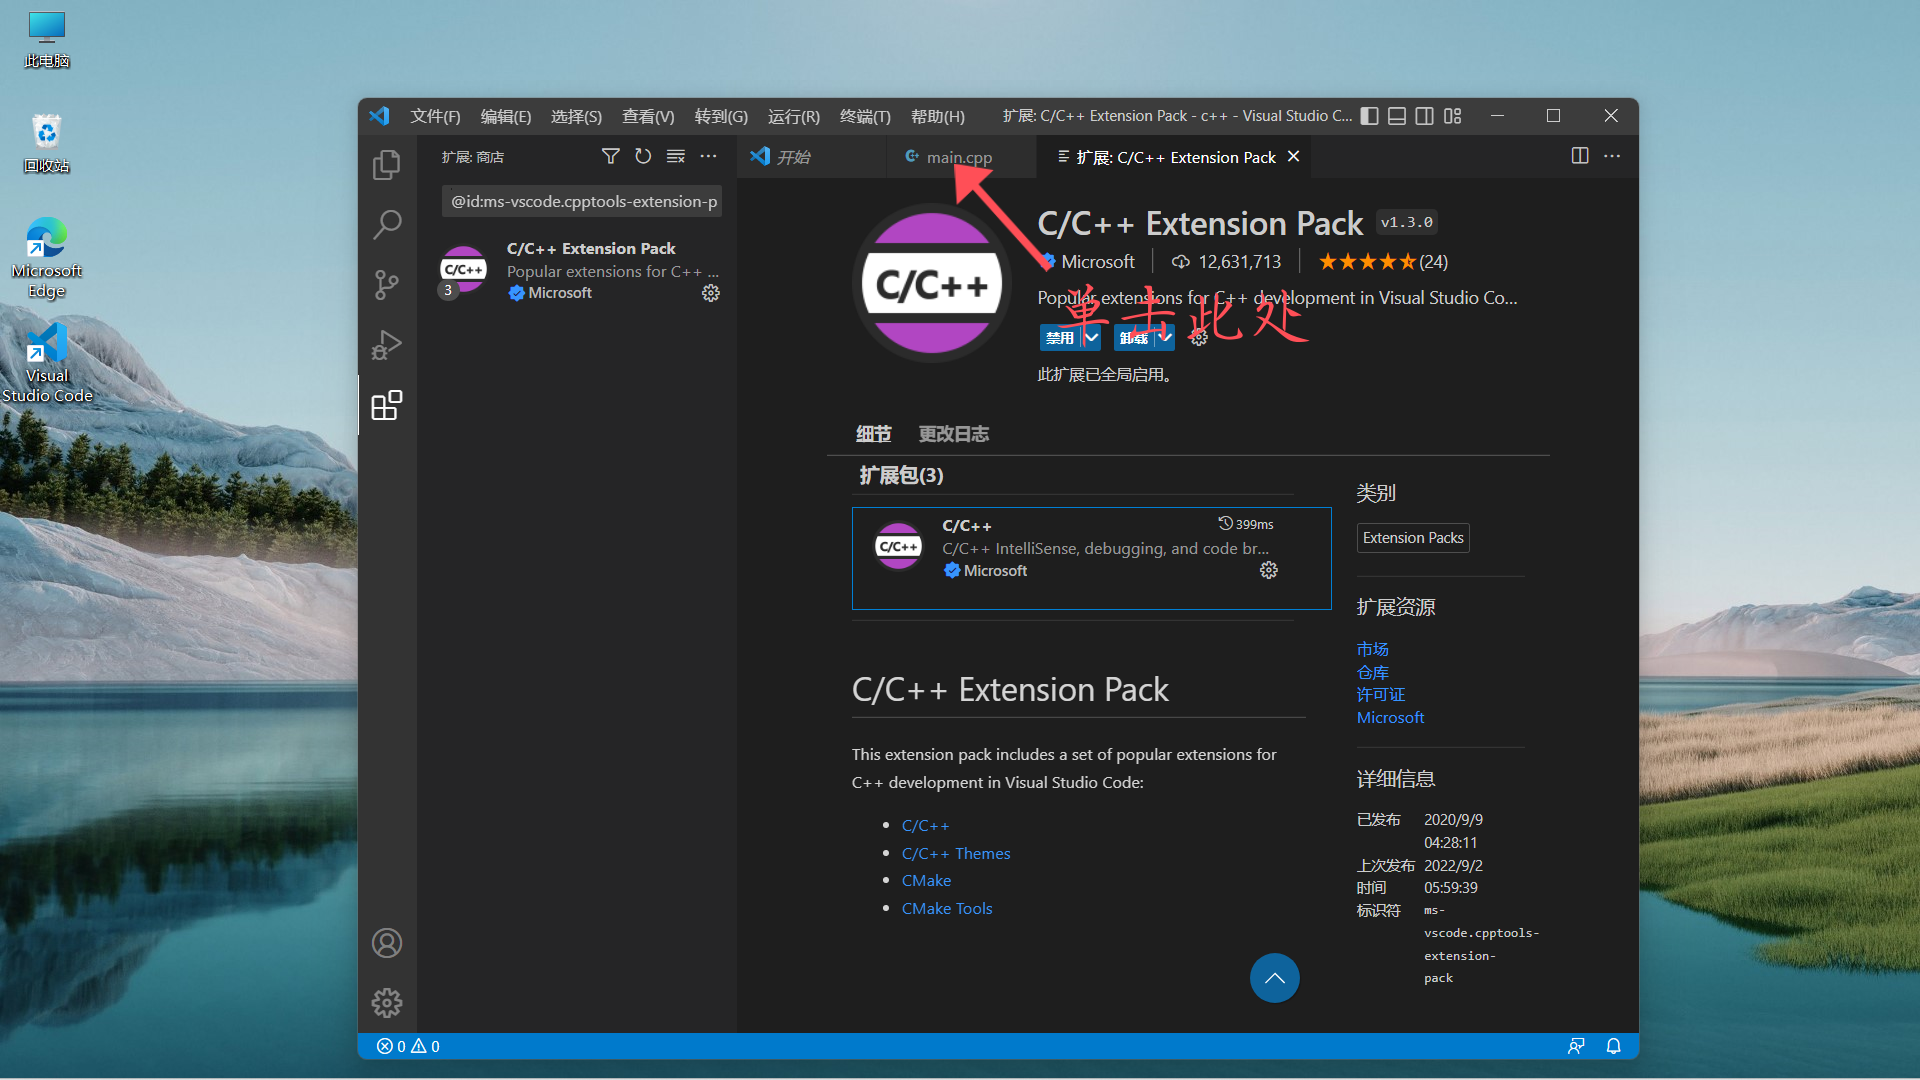 此电脑
回收站
Microsoft
Edge
Visual
Studio Code
文件(F) 编辑(E) 选择(S) 查看(V) 转到(G) 运行(R) 终端(T) 帮助(H) 扩展: C/C++ Extension Pack - c++ - Visual Studio C...
扩展: 商店
开始
main.cpp
扩展: C/C++ Extension Pack
@id:ms-vscode.cpptools-extension-p
C/C++
3
C/C++ Extension Pack
Popular extensions for C++ ...
Microsoft
C/C++
C/C++ Extension Pack v1.3.0
Microsoft 12,631,713 (24)
Popular extensions for C++ development in Visual Studio Co...
单击此处
禁用 卸载
此扩展已全局启用。
细节 更改日志
扩展包(3)
C/C++
C/C++ 399ms
C/C++ IntelliSense, debugging, and code br...
Microsoft
C/C++ Extension Pack
This extension pack includes a set of popular extensions for
C++ development in Visual Studio Code:
C/C++
C/C++ Themes
CMake
CMake Tools
类别
Extension Packs
扩展资源
市场
仓库
许可证
Microsoft
详细信息
已发布 2020/9/9
04:28:11
上次发布 2022/9/2
时间 05:59:39
标识符 ms-
vscode.cpptools-
extension-
pack
0 0